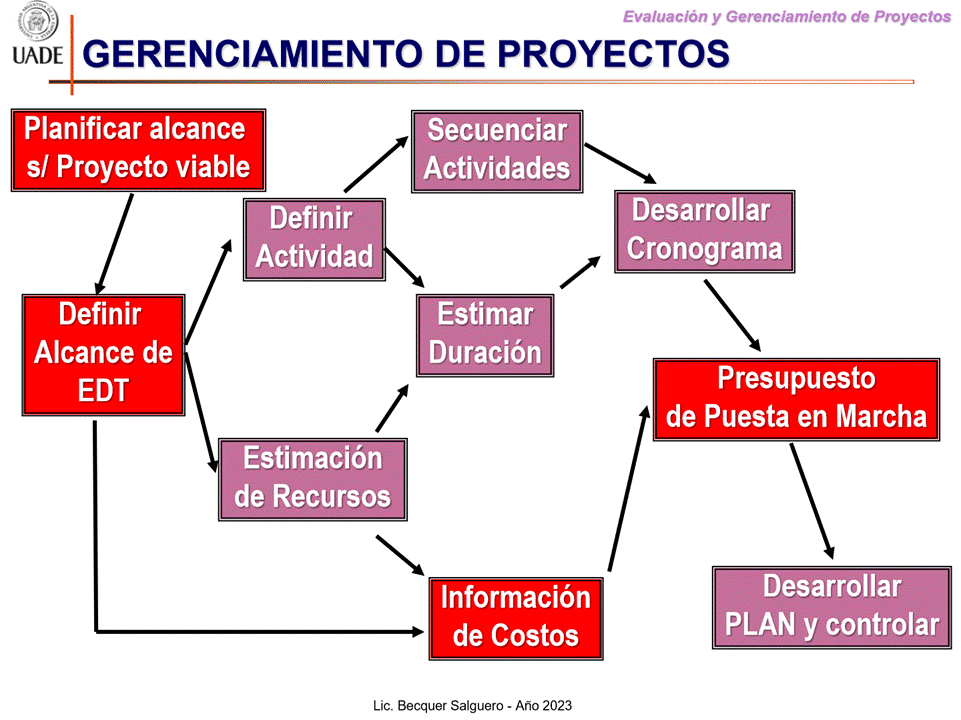 Evaluación y Gerenciamiento de Proyectos
UADE
GERENCIAMIENTO DE PROYECTOS
Planificar alcance
s/ Proyecto viable
Secuenciar
Actividades
Definir
Actividad
Desarrollar
Cronograma
Definir
Alcance de
EDT
Estimar
Duración
Presupuesto
de Puesta en Marcha
Estimación
de Recursos
Información
de Costos
Desarrollar
PLAN y controlar
Lic. Becquer Salguero - Año 2023